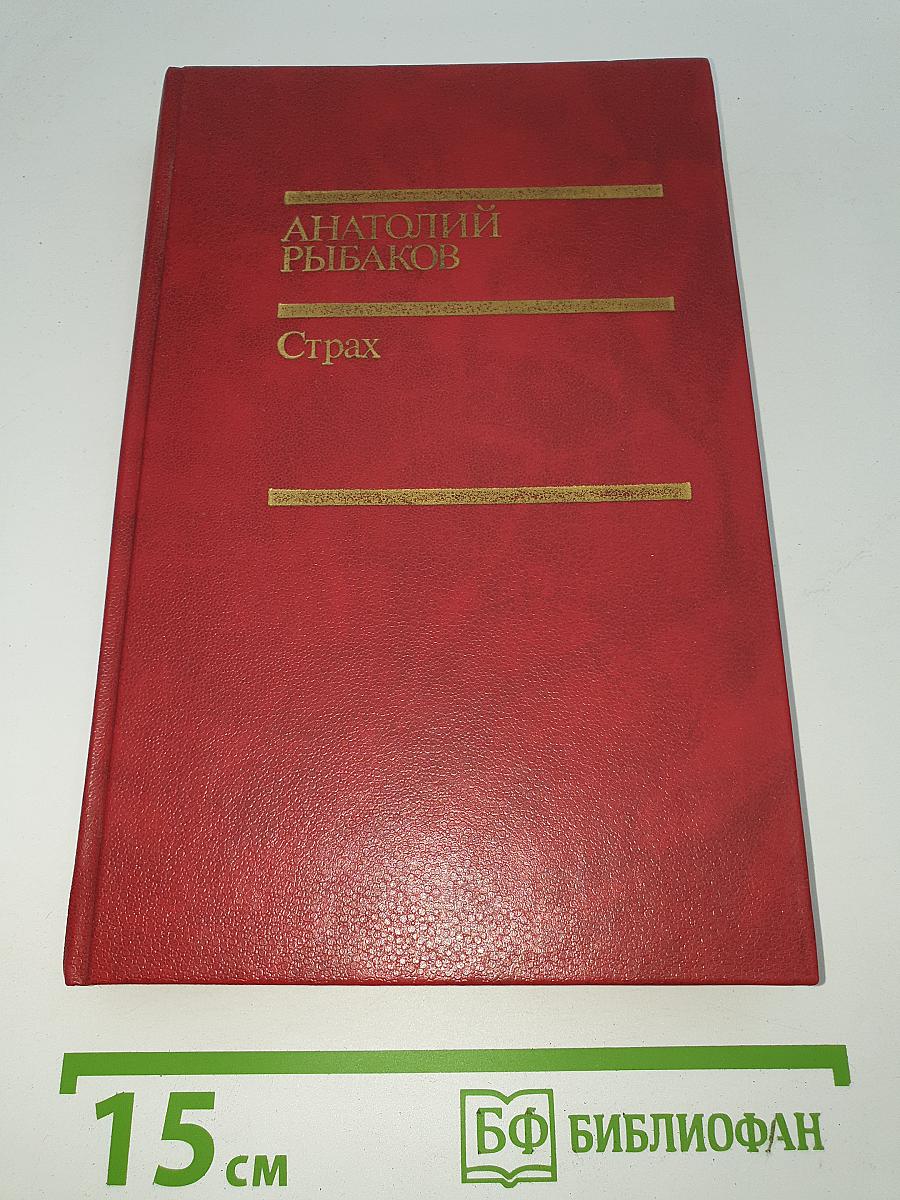 АНАТОЛИЙ
РЫБАКОВ
Страх
15 см
БФ БИБЛИОФАН